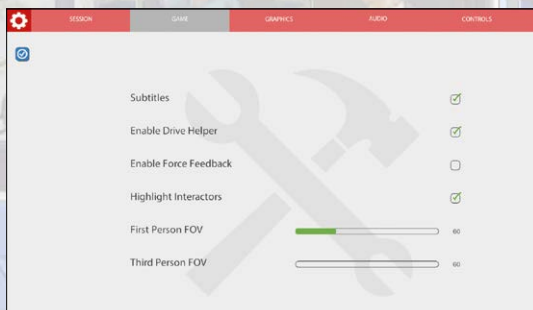 SESSION GAME GRAPHICS AUDIO CONTROLS
Subtitles
Enable Drive Helper
Enable Force Feedback
Highlight Interactors
First Person FOV 60
Third Person FOV 60